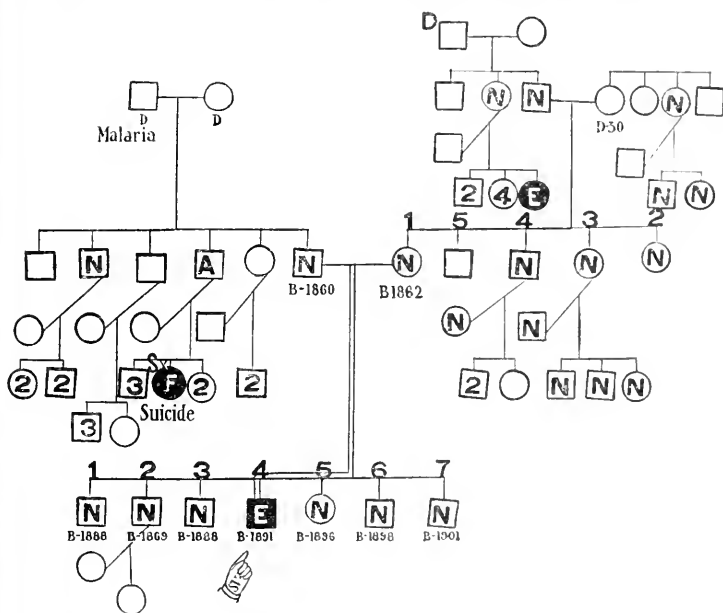 D
D D
Malaria
N N N
D-30
2 4 E N N
1 5 4 3 2
N A N N N N N
B-1860 B1862
N N
Sy
2 2 3 F 2 2 2 N N N
Suicide
3
1 2 3 4 5 6 7
N N N E N N N
B-1888 B-1869 B-1888 B-1891 B-1896 B-1898 B-1901